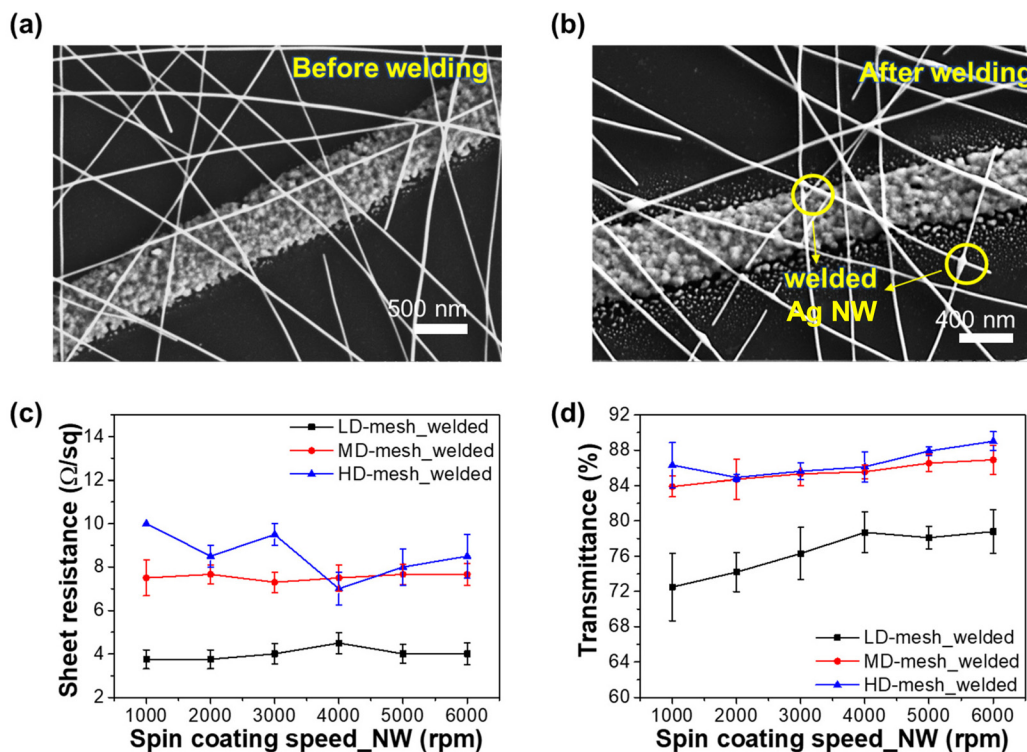 (a)
Before welding
500 nm
(b)
After welding
welded
Ag NW
400 nm
(c)
Sheet resistance (Ω/sq)
14
12
10
8
6
4
2
LD-mesh_welded
MD-mesh_welded
HD-mesh_welded
1000 2000 3000 4000 5000 6000
Spin coating speed_NW (rpm)
(d)
Transmittance (%)
92
88
84
80
76
72
68
64
60
LD-mesh_welded
MD-mesh_welded
HD-mesh_welded
1000 2000 3000 4000 5000 6000
Spin coating speed_NW (rpm)